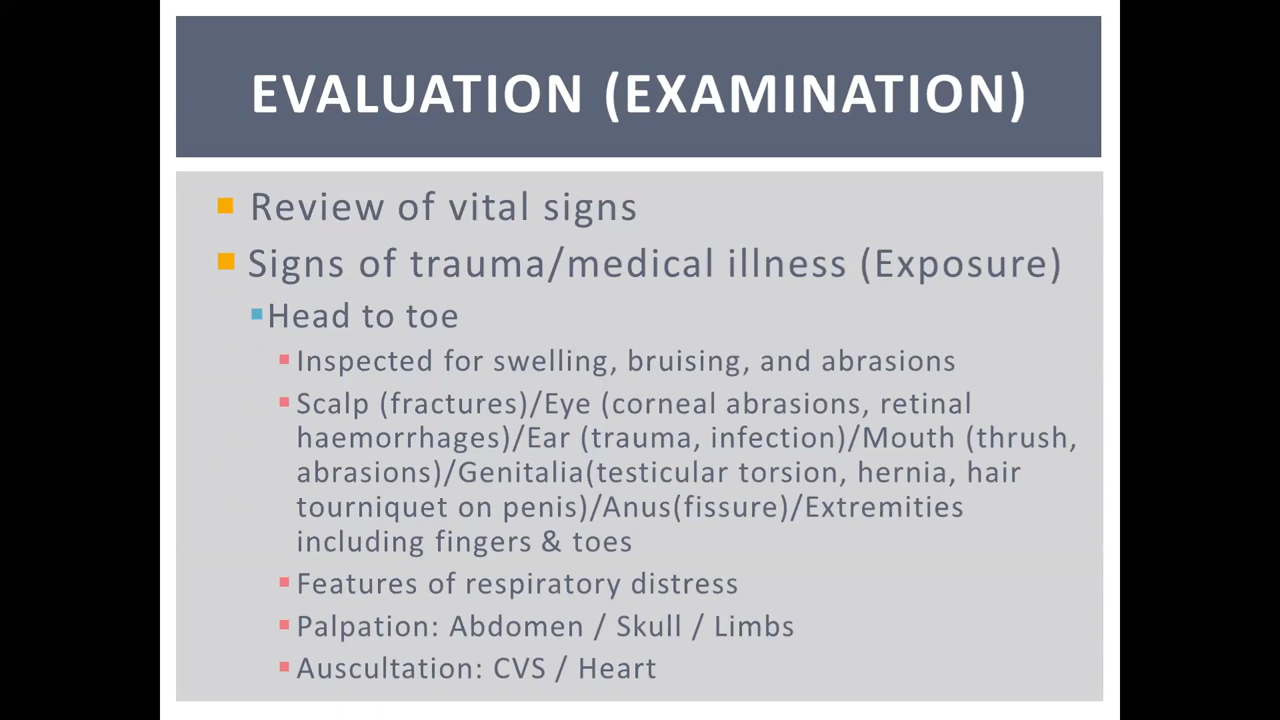 EVALUATION (EXAMINATION)
Review of vital signs
Signs of trauma/medical illness (Exposure)
Head to toe
Inspected for swelling, bruising, and abrasions
Scalp (fractures)/Eye (corneal abrasions, retinal
haemorrhages)/Ear (trauma, infection)/Mouth (thrush,
abrasions)/Genitalia(testicular torsion, hernia, hair
tourniquet on penis)/Anus(fissure)/Extremities
including fingers & toes
Features of respiratory distress
Palpation: Abdomen / Skull / Limbs
Auscultation: CVS / Heart